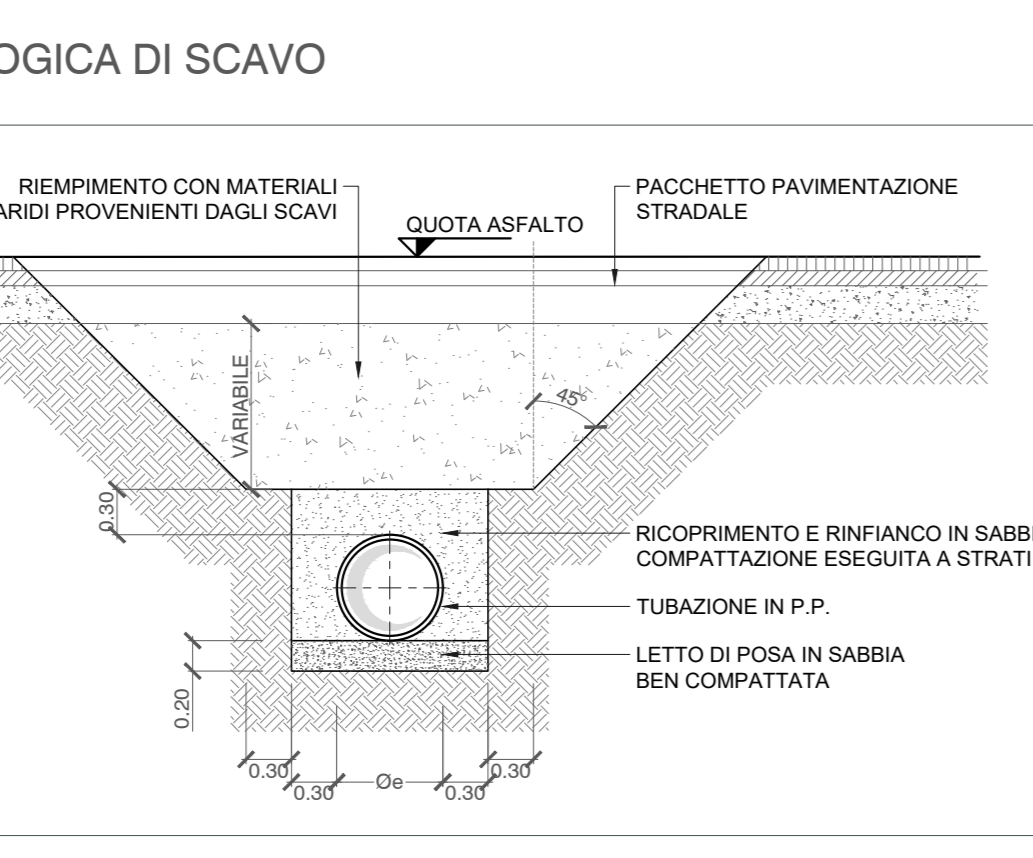 OGICA DI SCAVO
RIEMPIMENTO CON MATERIALI
ARIDI PROVENIENTI DAGLI SCAVI
QUOTA ASFALTO
PACCHETTO PAVIMENTAZIONE
STRADALE
VARIABILE
45°
0.30
RICOPRIMENTO E RINFIANCO IN SABBI
COMPATTAZIONE ESEGUITA A STRATI
TUBAZIONE IN P.P.
LETTO DI POSA IN SABBIA
BEN COMPATTATA
0.20
0.30
0.30
0.30
Øe
0.30